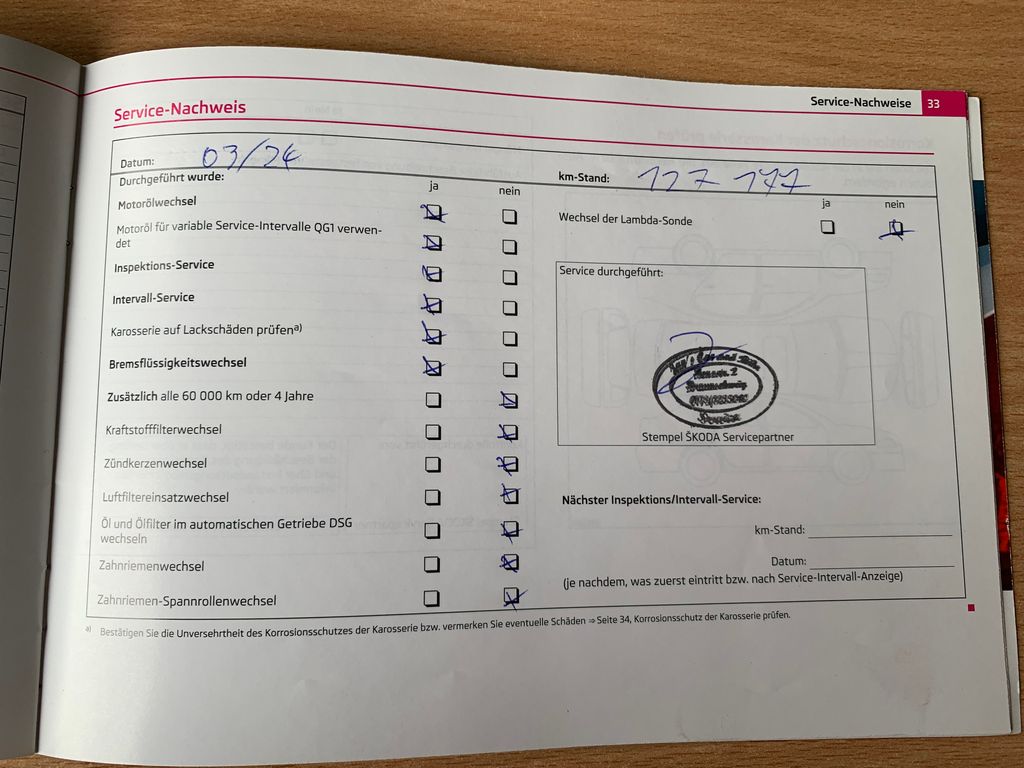 Service-Nachweise 33
Service-Nachweis
Datum: 03/24
km-Stand: 127 147
Durchgeführt wurde:
ja nein
Motorölwechsel
Motoröl für variable Service-Intervalle QG1 verwen-
det
Inspektions-Service
Intervall-Service
Karosserie auf Lackschäden prüfen a)
Bremsflüssigkeitswechsel
Zusätzlich alle 60 000 km oder 4 Jahre
Kraftstofffilterwechsel
Zündkerzenwechsel
Luftfiltereinsatzwechsel
Öl und Ölfilter im automatischen Getriebe DSG
wechseln
Zahnriemenwechsel
Zahnriemen-Spannrollenwechsel
ja nein
Wechsel der Lambda-Sonde
Service durchgeführt:
Braunschweig
Stempel ŠKODA Servicepartner
Nächster Inspektions/Intervall-Service:
km-Stand:
Datum:
(je nachdem, was zuerst eintritt bzw. nach Service-Intervall-Anzeige)
a) Bestätigen Sie die Unversehrtheit des Korrosionsschutzes der Karosserie bzw. vermerken Sie eventuelle Schäden ⇒ Seite 34, Korrosionsschutz der Karosserie prüfen.